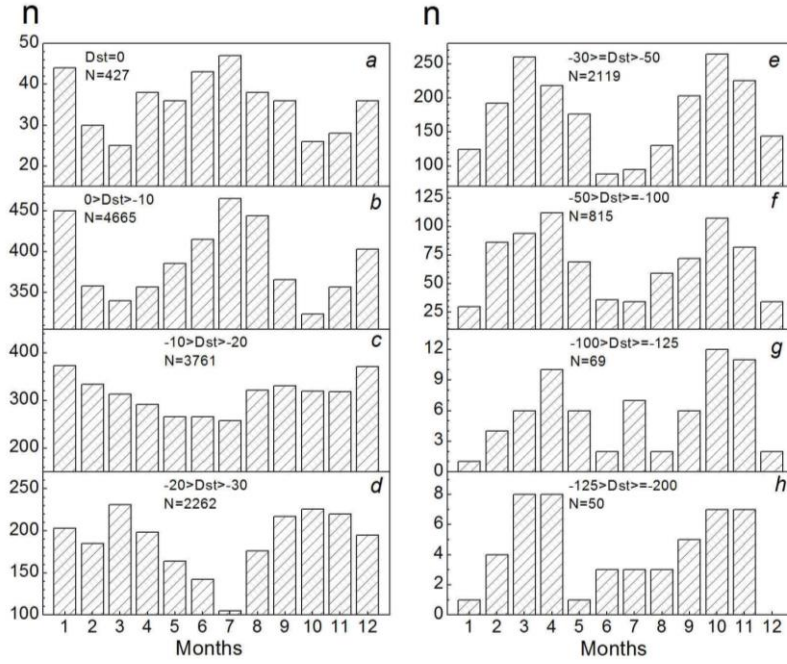 n
50
40
30
20
Dst=0
N=427
a
450
400
350
0>Dst>-10
N=4665
b
400
300
200
-10>Dst>-20
N=3761
c
250
200
150
100
-20>Dst>-30
N=2262
d
1 2 3 4 5 6 7 8 9 10 11 12
Months
n
250
200
150
100
-30>=Dst>-50
N=2119
e
125
100
75
50
25
-50>Dst>=-100
N=815
f
12
9
6
3
0
-100>Dst>=-125
N=69
g
8
6
4
2
0
-125>Dst>=-200
N=50
h
1 2 3 4 5 6 7 8 9 10 11 12
Months